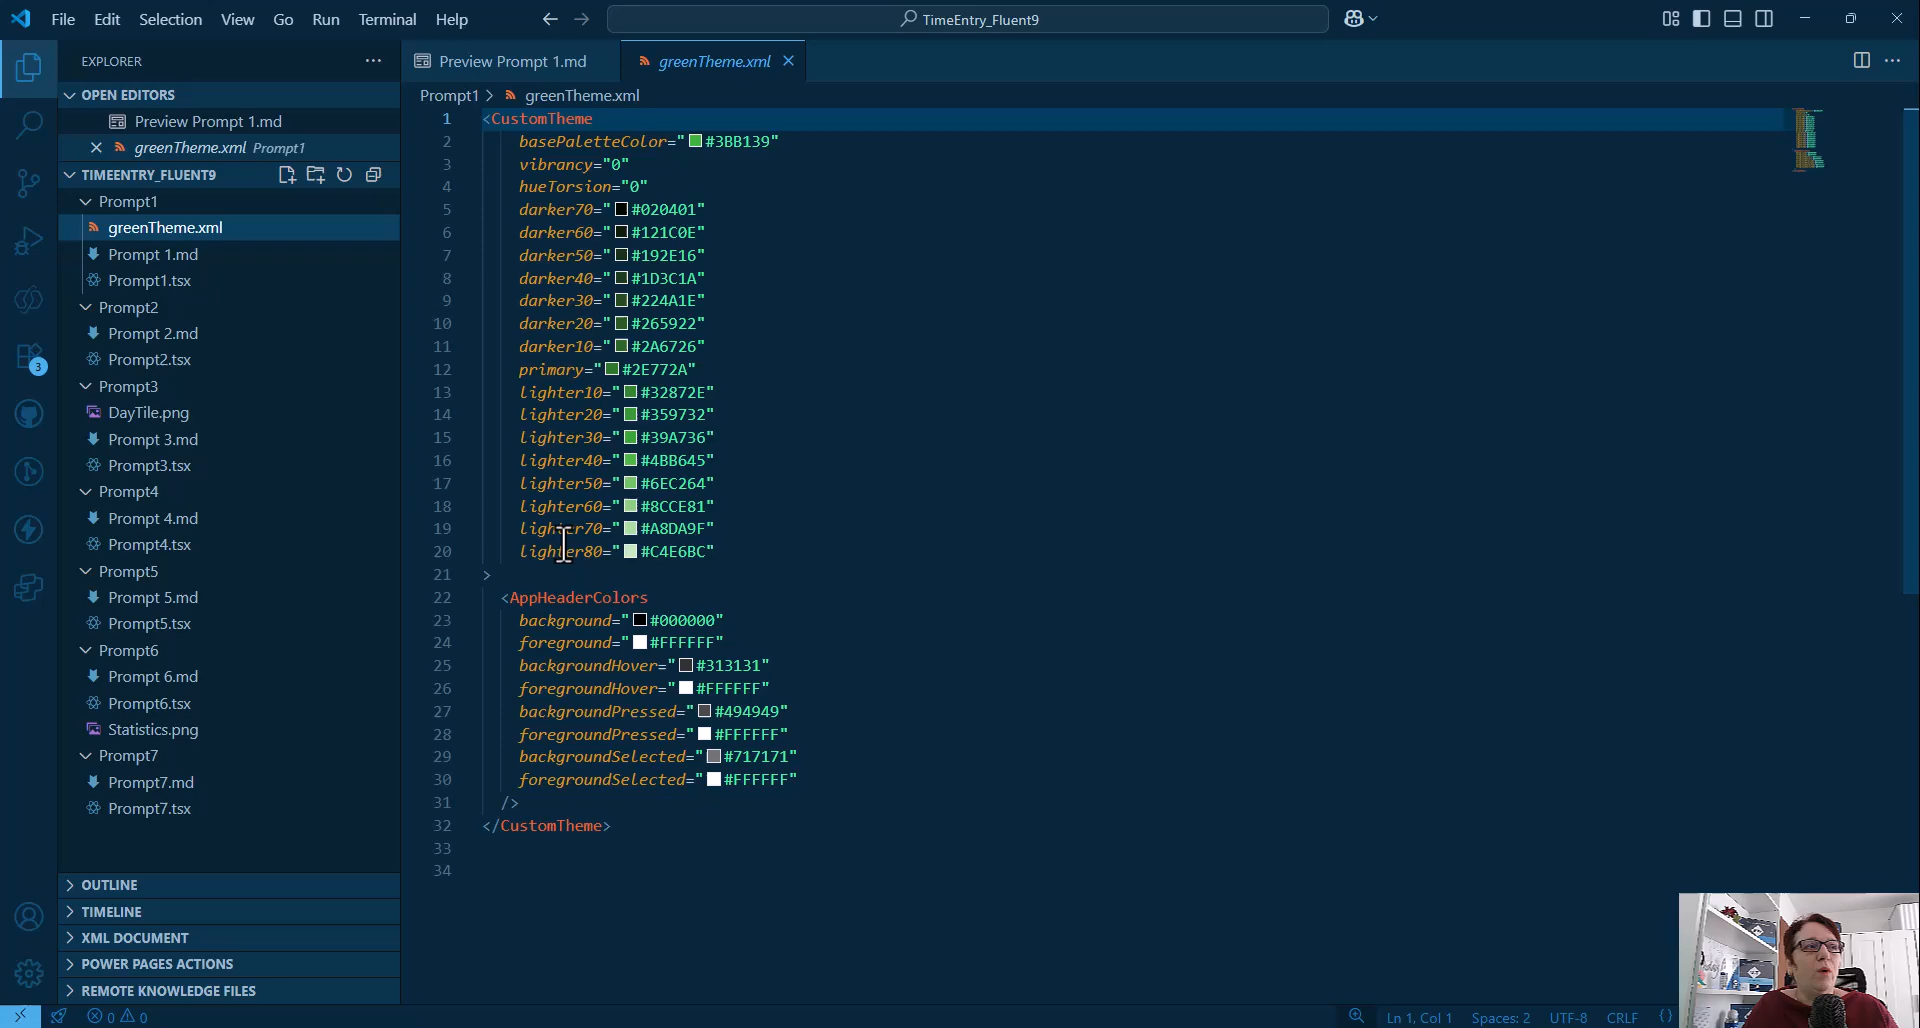 File Edit Selection View Go Run Terminal Help
TimeEntry_Fluent9
EXPLORER
OPEN EDITORS
Preview Prompt 1.md
greenTheme.xml Prompt1
TIMEENTRY_FLUENT9
Prompt1
greenTheme.xml
Prompt 1.md
Prompt1.tsx
Prompt2
Prompt 2.md
Prompt2.tsx
Prompt3
DayTile.png
Prompt 3.md
Prompt3.tsx
Prompt4
Prompt 4.md
Prompt4.tsx
Prompt5
Prompt 5.md
Prompt5.tsx
Prompt6
Prompt 6.md
Prompt6.tsx
Statistics.png
Prompt7
Prompt7.md
Prompt7.tsx
OUTLINE
TIMELINE
XML DOCUMENT
POWER PAGES ACTIONS
REMOTE KNOWLEDGE FILES
3
Preview Prompt 1.md greenTheme.xml
Prompt1 > greenTheme.xml
1 <CustomTheme
2 basePaletteColor="#3BB139"
3 vibrancy="0"
4 hueTorsion="0"
5 darker70="#020401"
6 darker60="#121C0E"
7 darker50="#192E16"
8 darker40="#1D3C1A"
9 darker30="#224A1E"
10 darker20="#265922"
11 darker10="#2A6726"
12 primary="#2E772A"
13 lighter10="#32872E"
14 lighter20="#359732"
15 lighter30="#39A736"
16 lighter40="#4BB645"
17 lighter50="#6EC264"
18 lighter60="#8CCE81"
19 lighter70="#A8DA9F"
20 lighter80="#C4E6BC"
21 >
22 <AppHeaderColors
23 background="#000000"
24 foreground="#FFFFFF"
25 backgroundHover="#313131"
26 foregroundHover="#FFFFFF"
27 backgroundPressed="#494949"
28 foregroundPressed="#FFFFFF"
29 backgroundSelected="#717171"
30 foregroundSelected="#FFFFFF"
31 />
32 </CustomTheme>
33
34
0 0
Ln 1, Col 1 Spaces: 2 UTF-8 CRLF {}